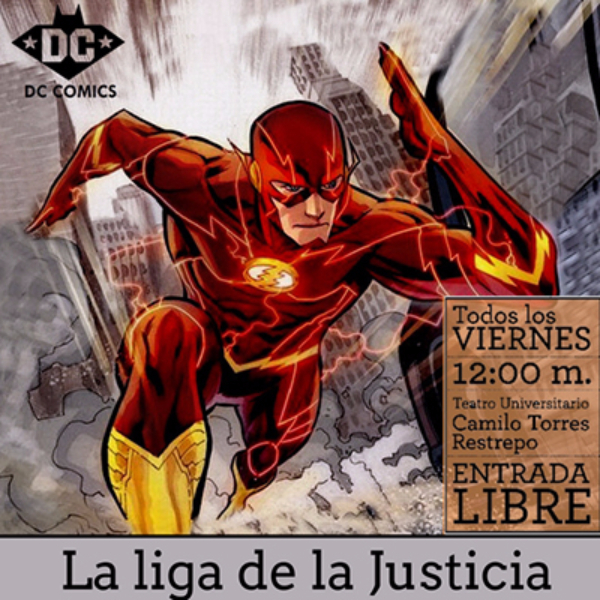 DC
DC COMICS
Todos los
VIERNES
12:00 m.
Teatro Universitario
Camilo Torres
Restrepo
ENTRADA
LIBRE
La liga de la Justicia